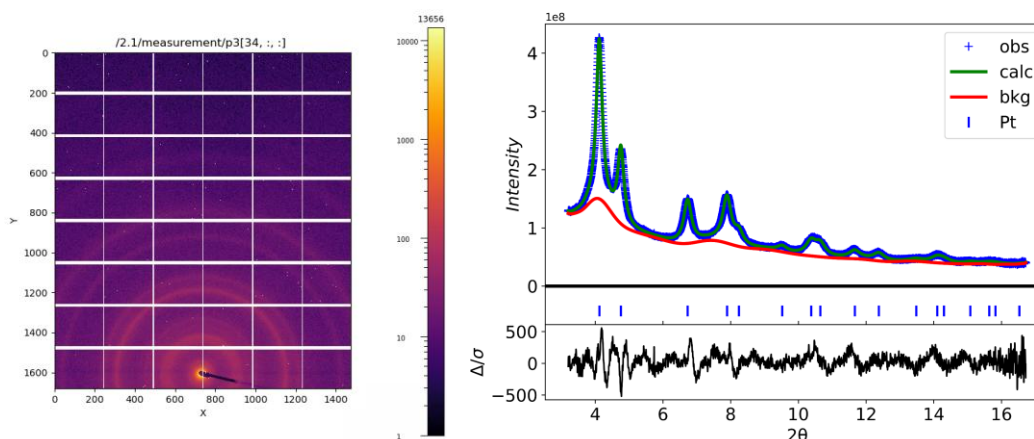 /2.1/measurement/p3[34, :, :]
0
200
400
600
800
1000
1200
1400
1600
Y
0 200 400 600 800 1000 1200 1400
X
13656
10000
1000
100
10
1
1e8
4
3
2
1
0
Intensity
obs
calc
bkg
Pt
500
0
−500
Δ/σ
4 6 8 10 12 14 16
2θ